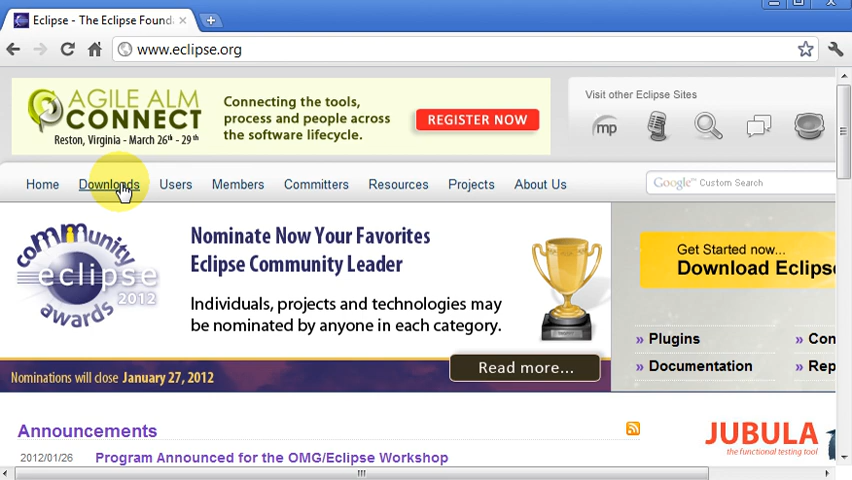 Eclipse - The Eclipse Founda
www.eclipse.org
AGILE ALM
CONNECT
Reston, Virginia - March 26th - 29th
Connecting the tools,
process and people across
the software lifecycle.
REGISTER NOW
Visit other Eclipse Sites
mp
Home Downloads Users Members Committers Resources Projects About Us
Google™ Custom Search
community
eclipse
2012
awards
Nominate Now Your Favorites
Eclipse Community Leader
Individuals, projects and technologies may
be nominated by anyone in each category.
Read more...
Nominations will close January 27, 2012
Get Started now...
Download Eclipse
» Plugins » Con
» Documentation » Rep
Announcements
2012/01/26 Program Announced for the OMG/Eclipse Workshop
JUBULA
the functional testing tool